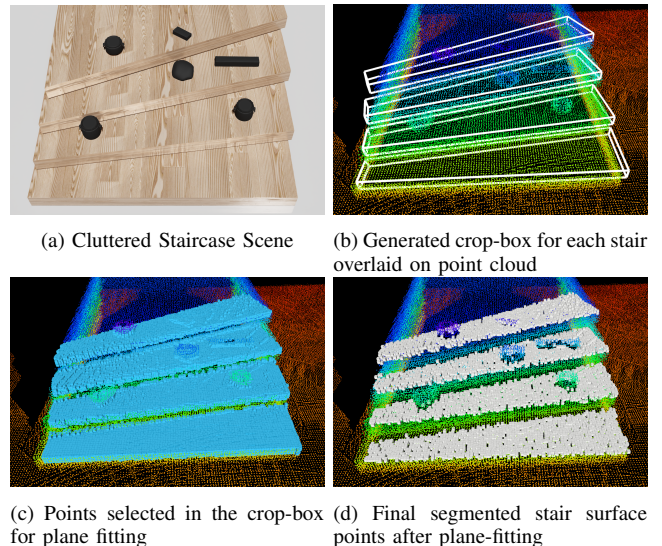 (a) Cluttered Staircase Scene
(b) Generated crop-box for each stair
overlaid on point cloud
(c) Points selected in the crop-box
for plane fitting
(d) Final segmented stair surface
points after plane-fitting